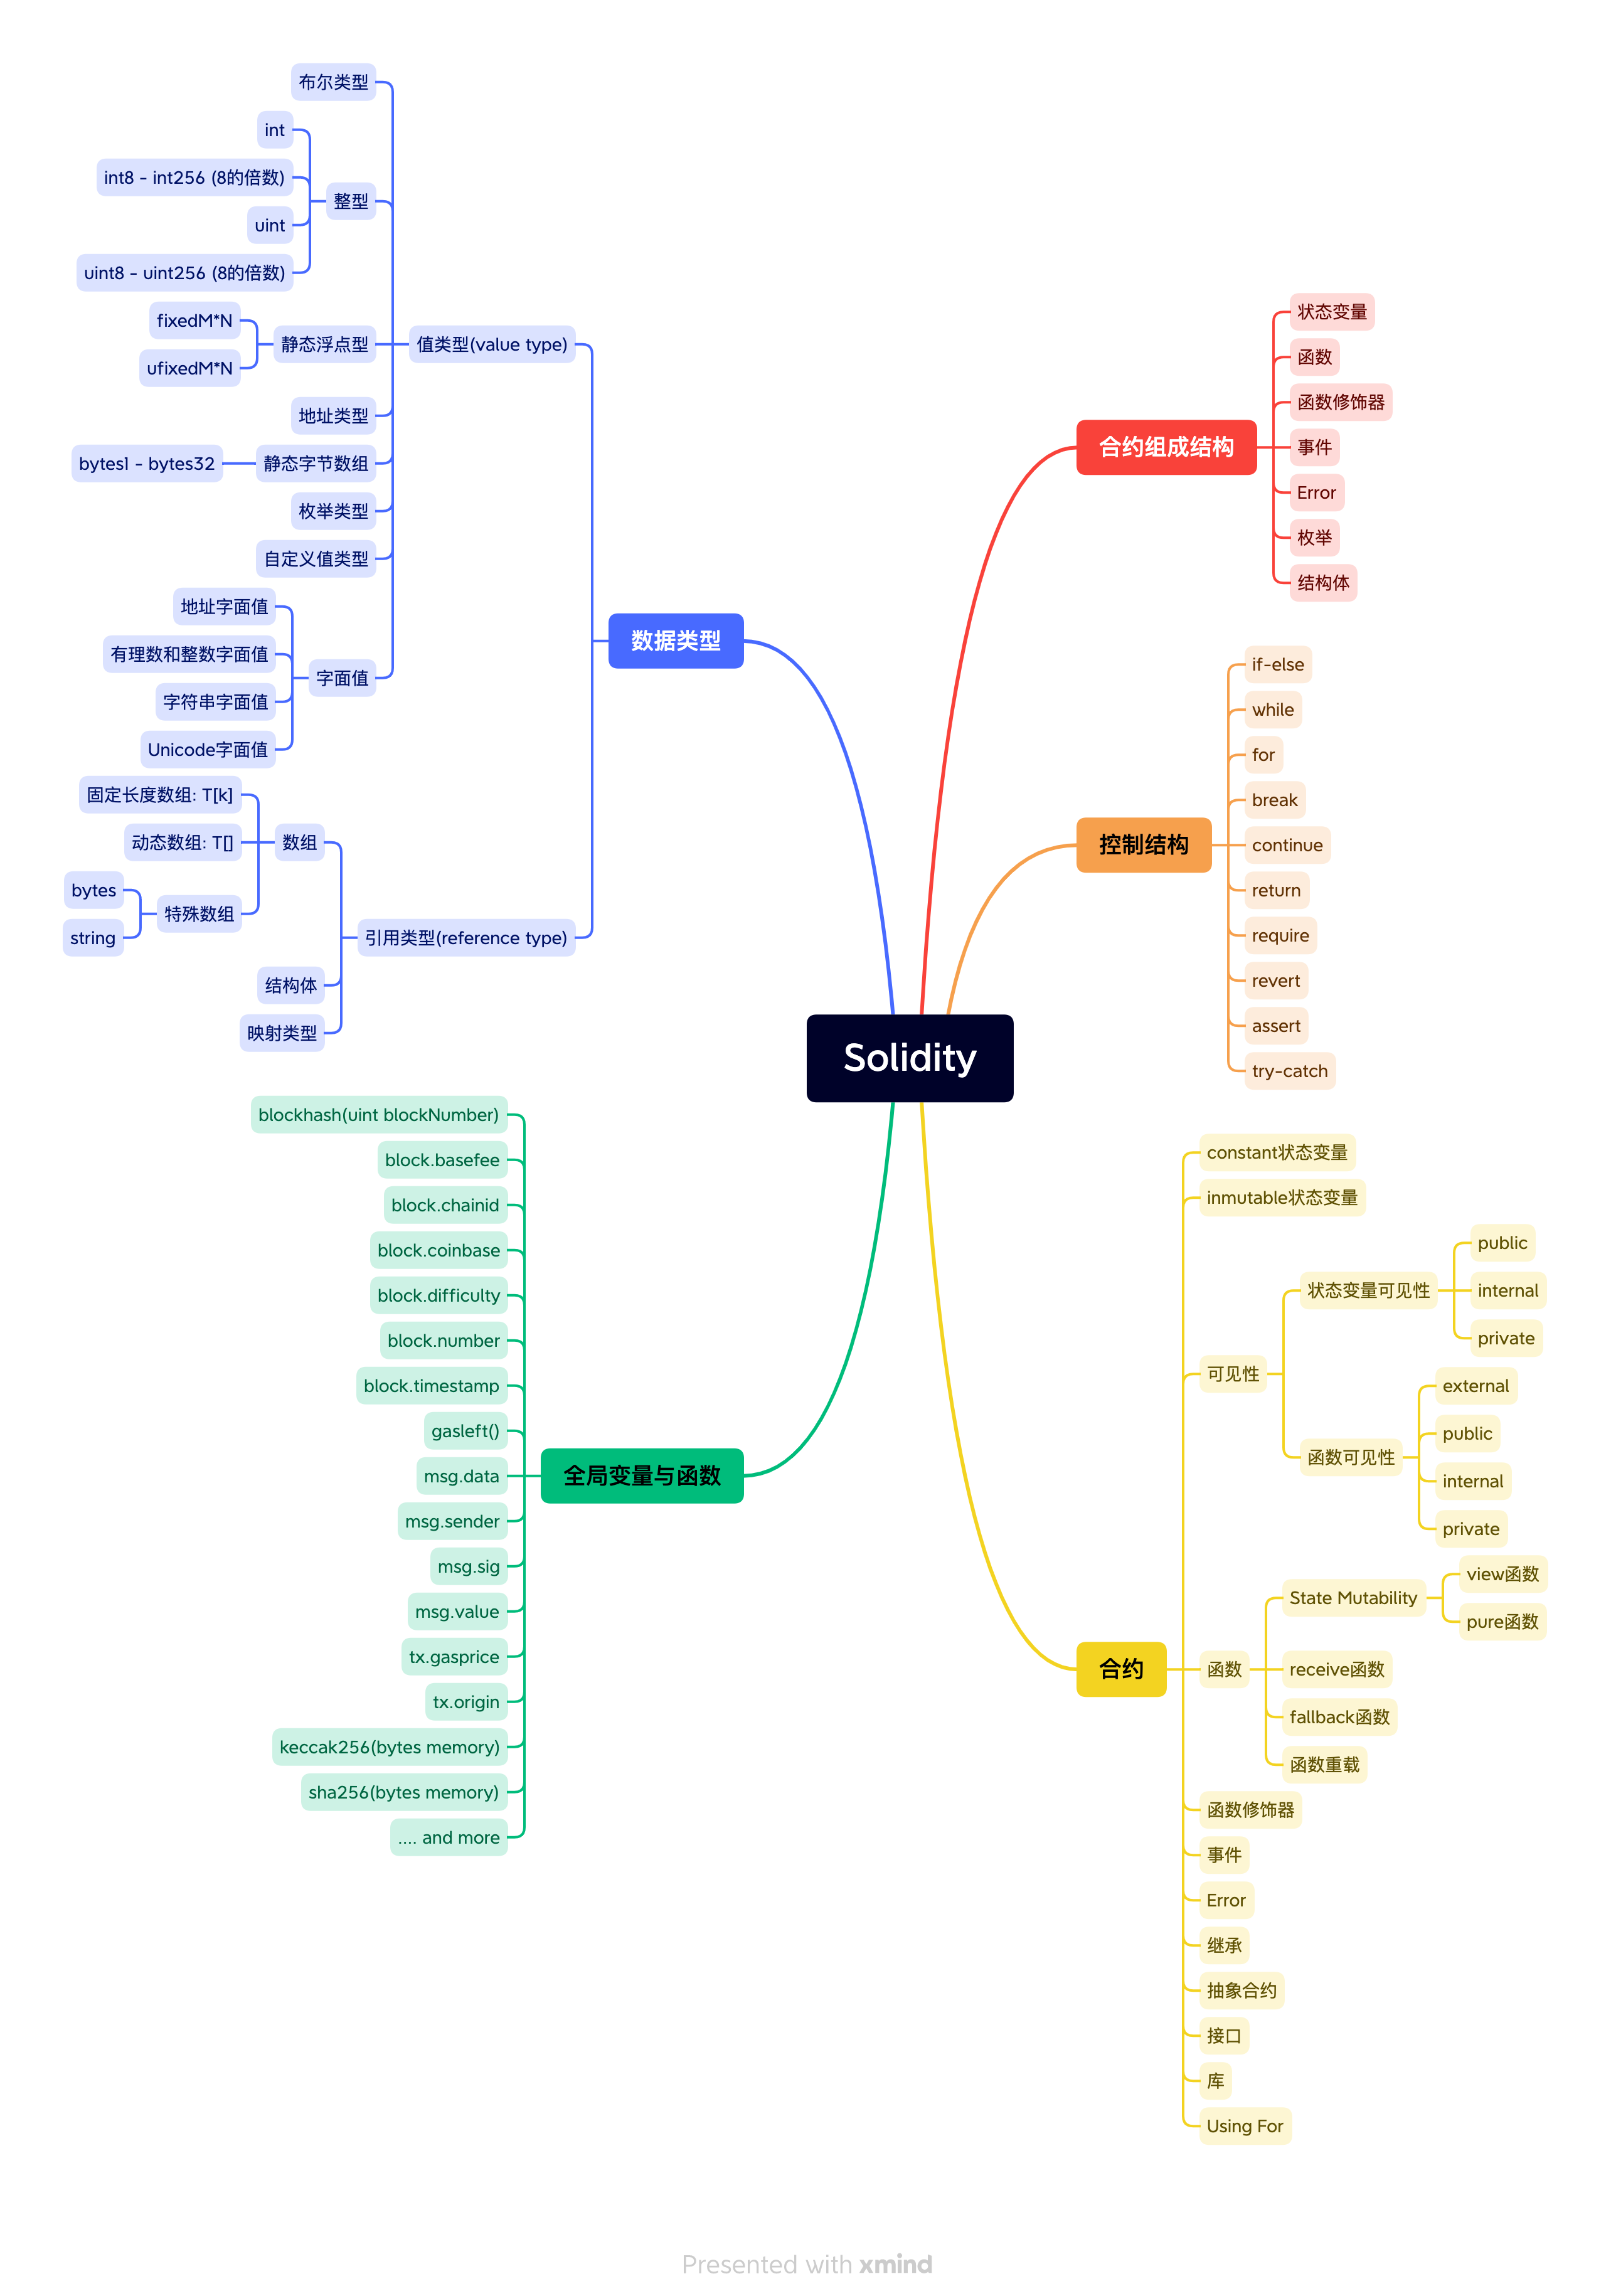 Solidity
合约组成结构
状态变量
函数
函数修饰器
事件
Error
枚举
结构体
控制结构
if-else
while
for
break
continue
return
require
revert
assert
try-catch
合约
constant状态变量
inmutable状态变量
可见性
状态变量可见性
public
internal
private
函数可见性
external
public
internal
private
函数
State Mutability
view函数
pure函数
receive函数
fallback函数
函数重载
函数修饰器
事件
Error
继承
抽象合约
接口
库
Using For
数据类型
值类型(value type)
布尔类型
整型
int
int8 - int256 (8的倍数)
uint
uint8 - uint256 (8的倍数)
静态浮点型
fixedM*N
ufixedM*N
地址类型
静态字节数组
bytes1 - bytes32
枚举类型
自定义值类型
字面值
地址字面值
有理数和整数字面值
字符串字面值
Unicode字面值
引用类型(reference type)
数组
固定长度数组: T[k]
动态数组: T[]
特殊数组
bytes
string
结构体
映射类型
全局变量与函数
blockhash(uint blockNumber)
block.basefee
block.chainid
block.coinbase
block.difficulty
block.number
block.timestamp
gasleft()
msg.data
msg.sender
msg.sig
msg.value
tx.gasprice
tx.origin
keccak256(bytes memory)
sha256(bytes memory)
.... and more
Presented with xmind